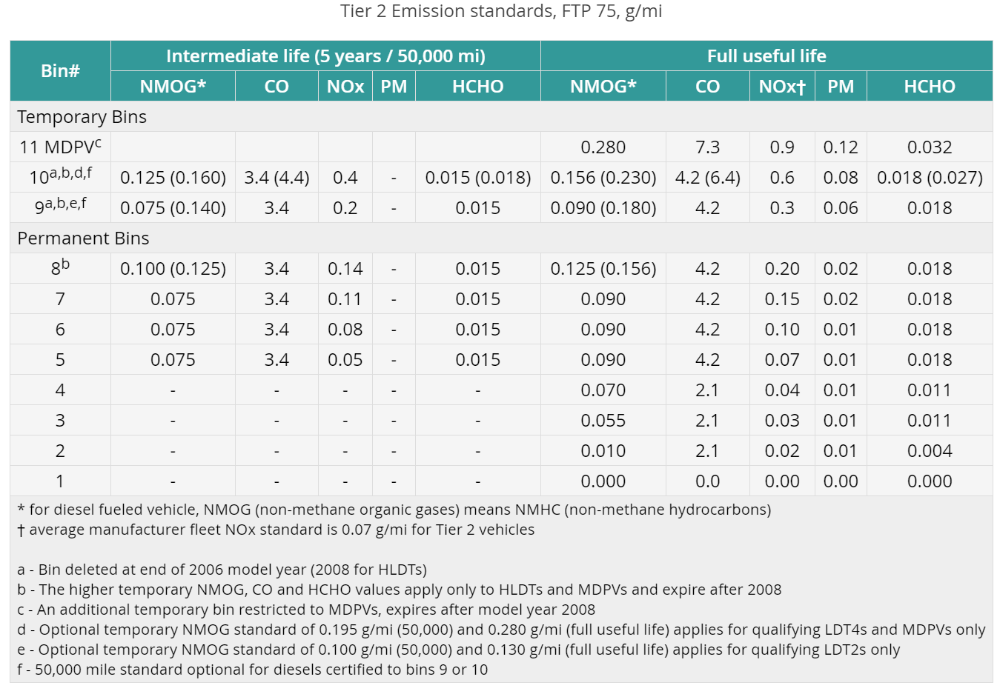 Tier 2 Emission standards, FTP 75, g/mi
Bin# Intermediate life (5 years / 50,000 mi) Full useful life
NMOG* CO NOx PM HCHO NMOG* CO NOx† PM HCHO
Temporary Bins
11 MDPVc 0.280 7.3 0.9 0.12 0.032
10a,b,d,f 0.125 (0.160) 3.4 (4.4) 0.4 - 0.015 (0.018) 0.156 (0.230) 4.2 (6.4) 0.6 0.08 0.018 (0.027)
9a,b,e,f 0.075 (0.140) 3.4 0.2 - 0.015 0.090 (0.180) 4.2 0.3 0.06 0.018
Permanent Bins
8b 0.100 (0.125) 3.4 0.14 - 0.015 0.125 (0.156) 4.2 0.20 0.02 0.018
7 0.075 3.4 0.11 - 0.015 0.090 4.2 0.15 0.02 0.018
6 0.075 3.4 0.08 - 0.015 0.090 4.2 0.10 0.01 0.018
5 0.075 3.4 0.05 - 0.015 0.090 4.2 0.07 0.01 0.018
4 - - - - - 0.070 2.1 0.04 0.01 0.011
3 - - - - - 0.055 2.1 0.03 0.01 0.011
2 - - - - - 0.010 2.1 0.02 0.01 0.004
1 - - - - - 0.000 0.0 0.00 0.00 0.000
* for diesel fueled vehicle, NMOG (non-methane organic gases) means NMHC (non-methane hydrocarbons)
† average manufacturer fleet NOx standard is 0.07 g/mi for Tier 2 vehicles
a - Bin deleted at end of 2006 model year (2008 for HLDTs)
b - The higher temporary NMOG, CO and HCHO values apply only to HLDTs and MDPVs and expire after 2008
c - An additional temporary bin restricted to MDPVs, expires after model year 2008
d - Optional temporary NMOG standard of 0.195 g/mi (50,000) and 0.280 g/mi (full useful life) applies for qualifying LDT4s and MDPVs only
e - Optional temporary NMOG standard of 0.100 g/mi (50,000) and 0.130 g/mi (full useful life) applies for qualifying LDT2s only
f - 50,000 mile standard optional for diesels certified to bins 9 or 10